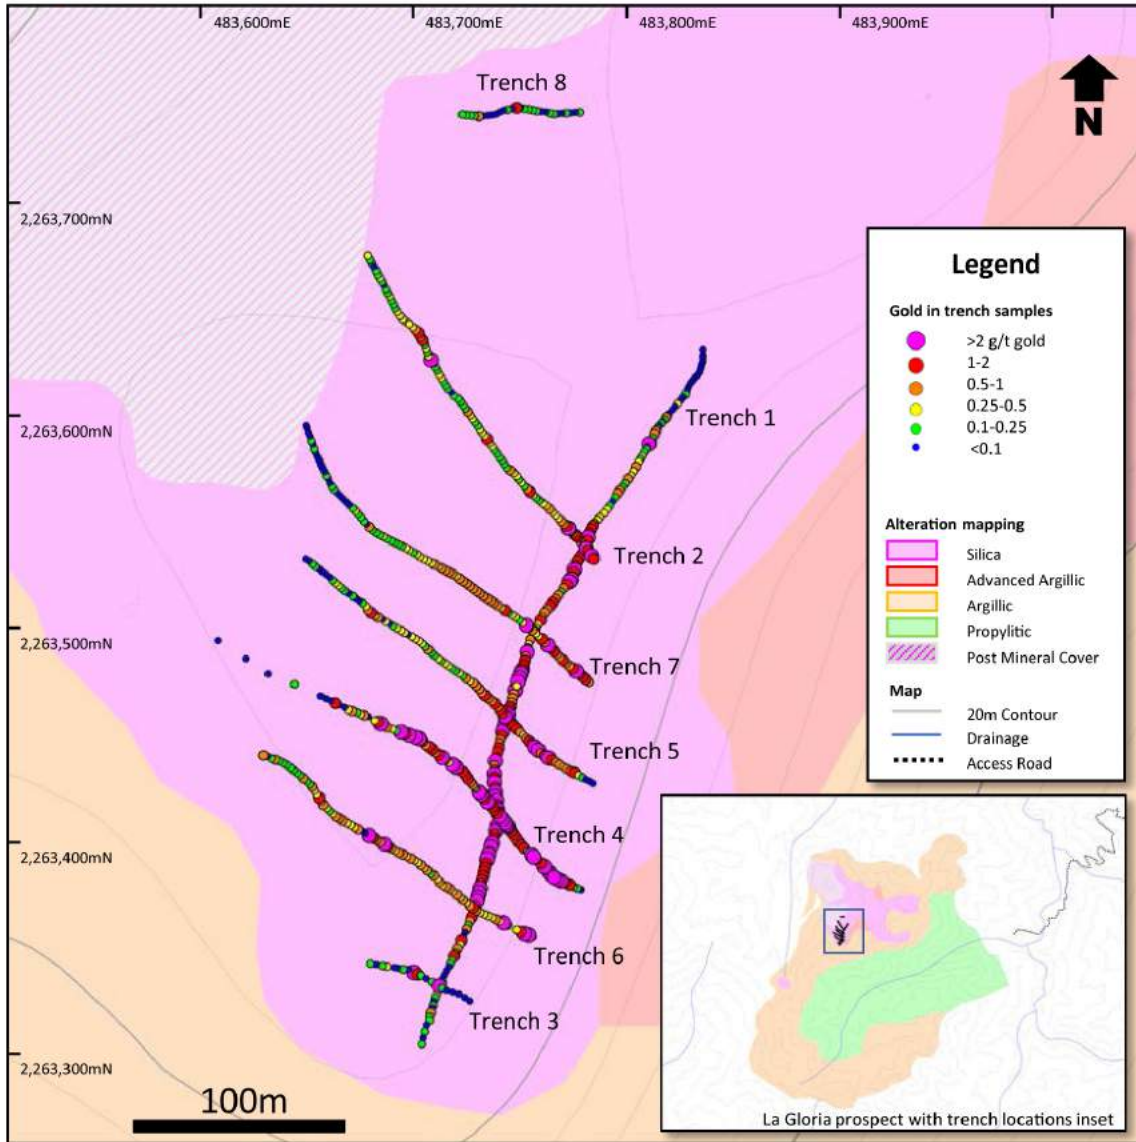 483,600mE
483,700mE
483,800mE
483,900mE
Trench 8
N
2,263,700mN
Legend
Gold in trench samples
>2 g/t gold
1-2
0.5-1
0.25-0.5
0.1-0.25
<0.1
Trench 1
2,263,600mN
Alteration mapping
Silica
Advanced Argillic
Argillic
Propylitic
Post Mineral Cover
Trench 2
2,263,500mN
Trench 7
Map
20m Contour
Drainage
Access Road
Trench 5
Trench 4
2,263,400mN
Trench 6
Trench 3
2,263,300mN
100m
La Gloria prospect with trench locations inset